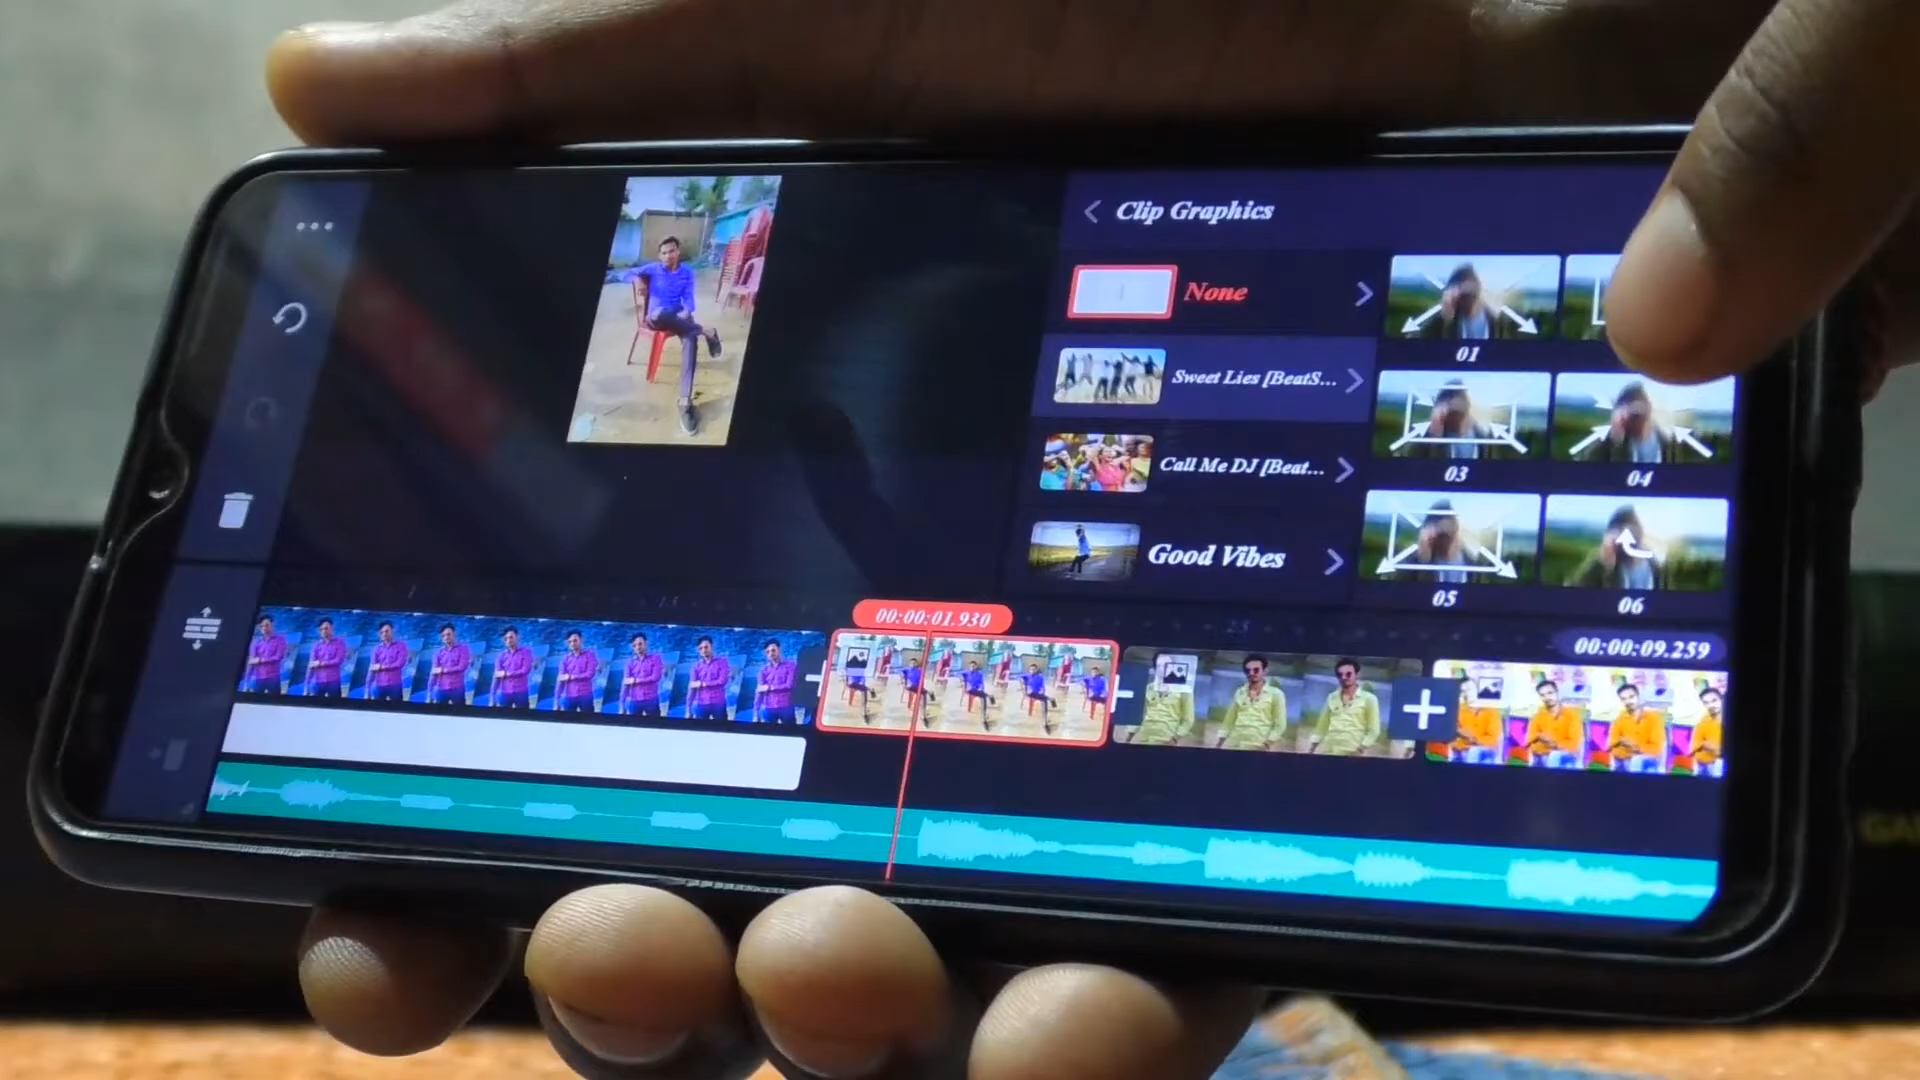 Clip Graphics
None
Sweet Lies [BeatS...
Call Me DJ [Beat...
Good Vibes
01
03
04
05
06
00:00:01.930
00:00:09.259